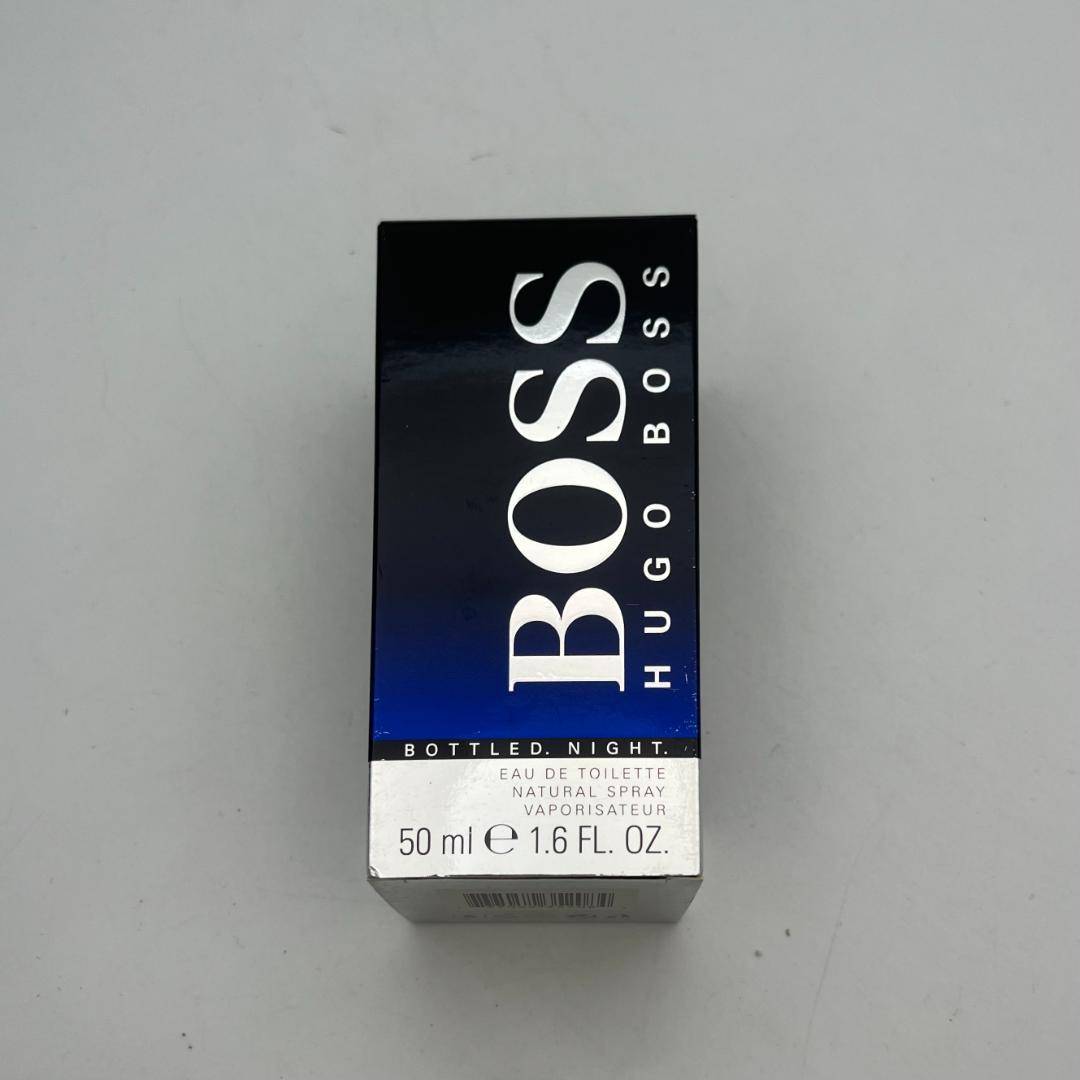 BOSS
HUGO BOSS
BOTTLED. NIGHT.
EAU DE TOILETTE
NATURAL SPRAY
VAPORISATEUR
50 ml ℮ 1.6 FL. OZ.